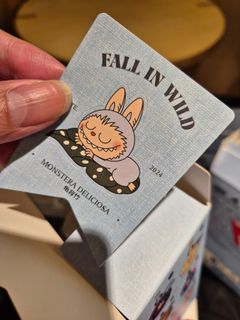 FALL IN WILD
2024
MONSTERA DELICIOSA
龟背竹